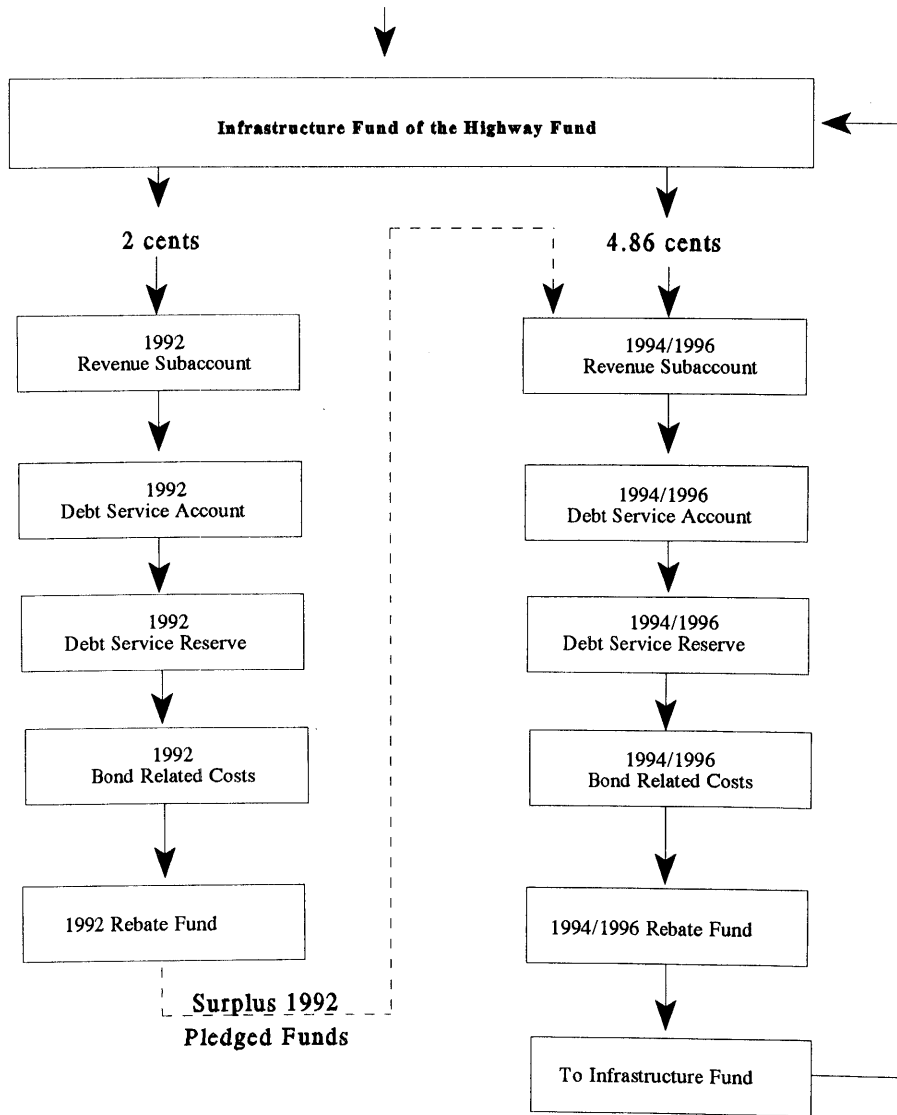 Infrastructure Fund of the Highway Fund
2 cents
4.86 cents
1992
Revenue Subaccount
1994/1996
Revenue Subaccount
1992
Debt Service Account
1994/1996
Debt Service Account
1992
Debt Service Reserve
1994/1996
Debt Service Reserve
1992
Bond Related Costs
1994/1996
Bond Related Costs
1992 Rebate Fund
1994/1996 Rebate Fund
Surplus 1992
Pledged Funds
To Infrastructure Fund